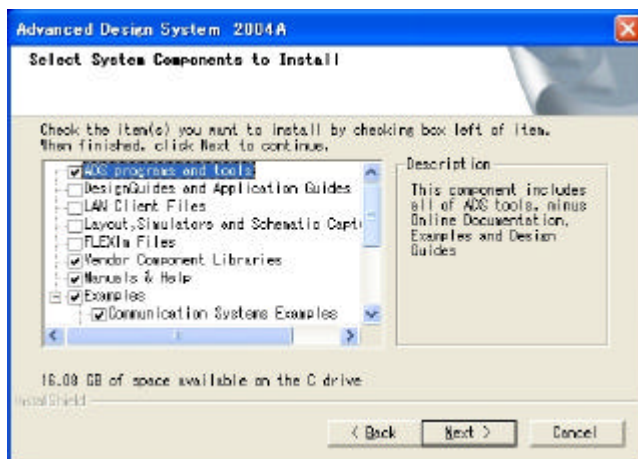 Advanced Design System 2004A
Select System Components to Install
Check the item(s) you want to install by checking box left of item.
When finished, click Next to continue.
ADS programs and tools
DesignGuides and Application Guides
LAN Client Files
Layout,Simulators and Schematic Capt
FLEXlm Files
Vendor Component Libraries
Manuals & Help
Examples
Communication Systems Examples
Description
This component includes
all of ADS tools, minus
Online Documentation,
Examples and Design
Guides
16.08 GB of space available on the C drive
InstallShield
< Back
Next >
Cancel